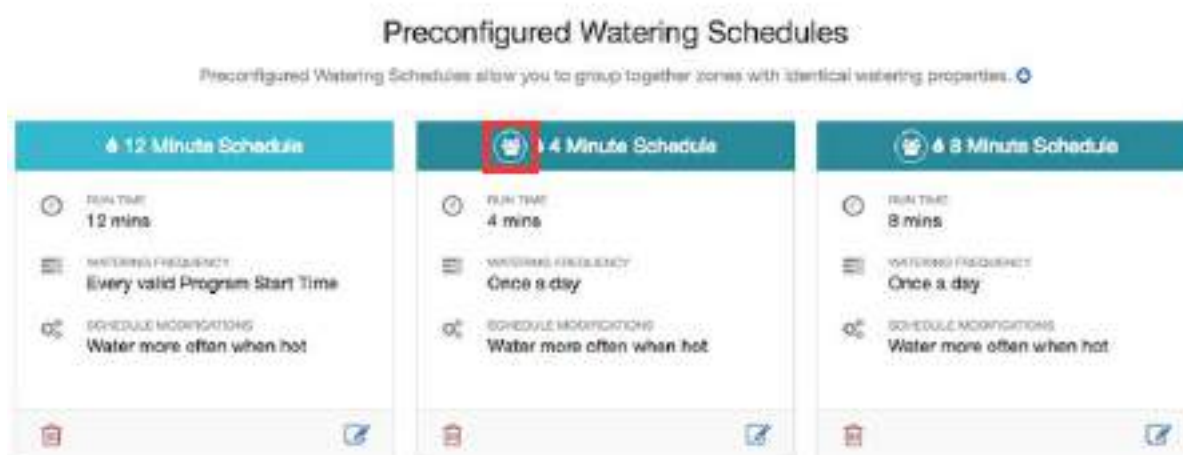 Preconfigured Watering Schedules
Preconfigured Watering Schedules allow you to group together zones with identical watering properties.
12 Minute Schedule
RUN TIME
12 mins
WATERING FREQUENCY
Every valid Program Start Time
SCHEDULE MODIFICATIONS
Water more often when hot
4 Minute Schedule
RUN TIME
4 mins
WATERING FREQUENCY
Once a day
SCHEDULE MODIFICATIONS
Water more often when hot
8 Minute Schedule
RUN TIME
8 mins
WATERING FREQUENCY
Once a day
SCHEDULE MODIFICATIONS
Water more often when hot